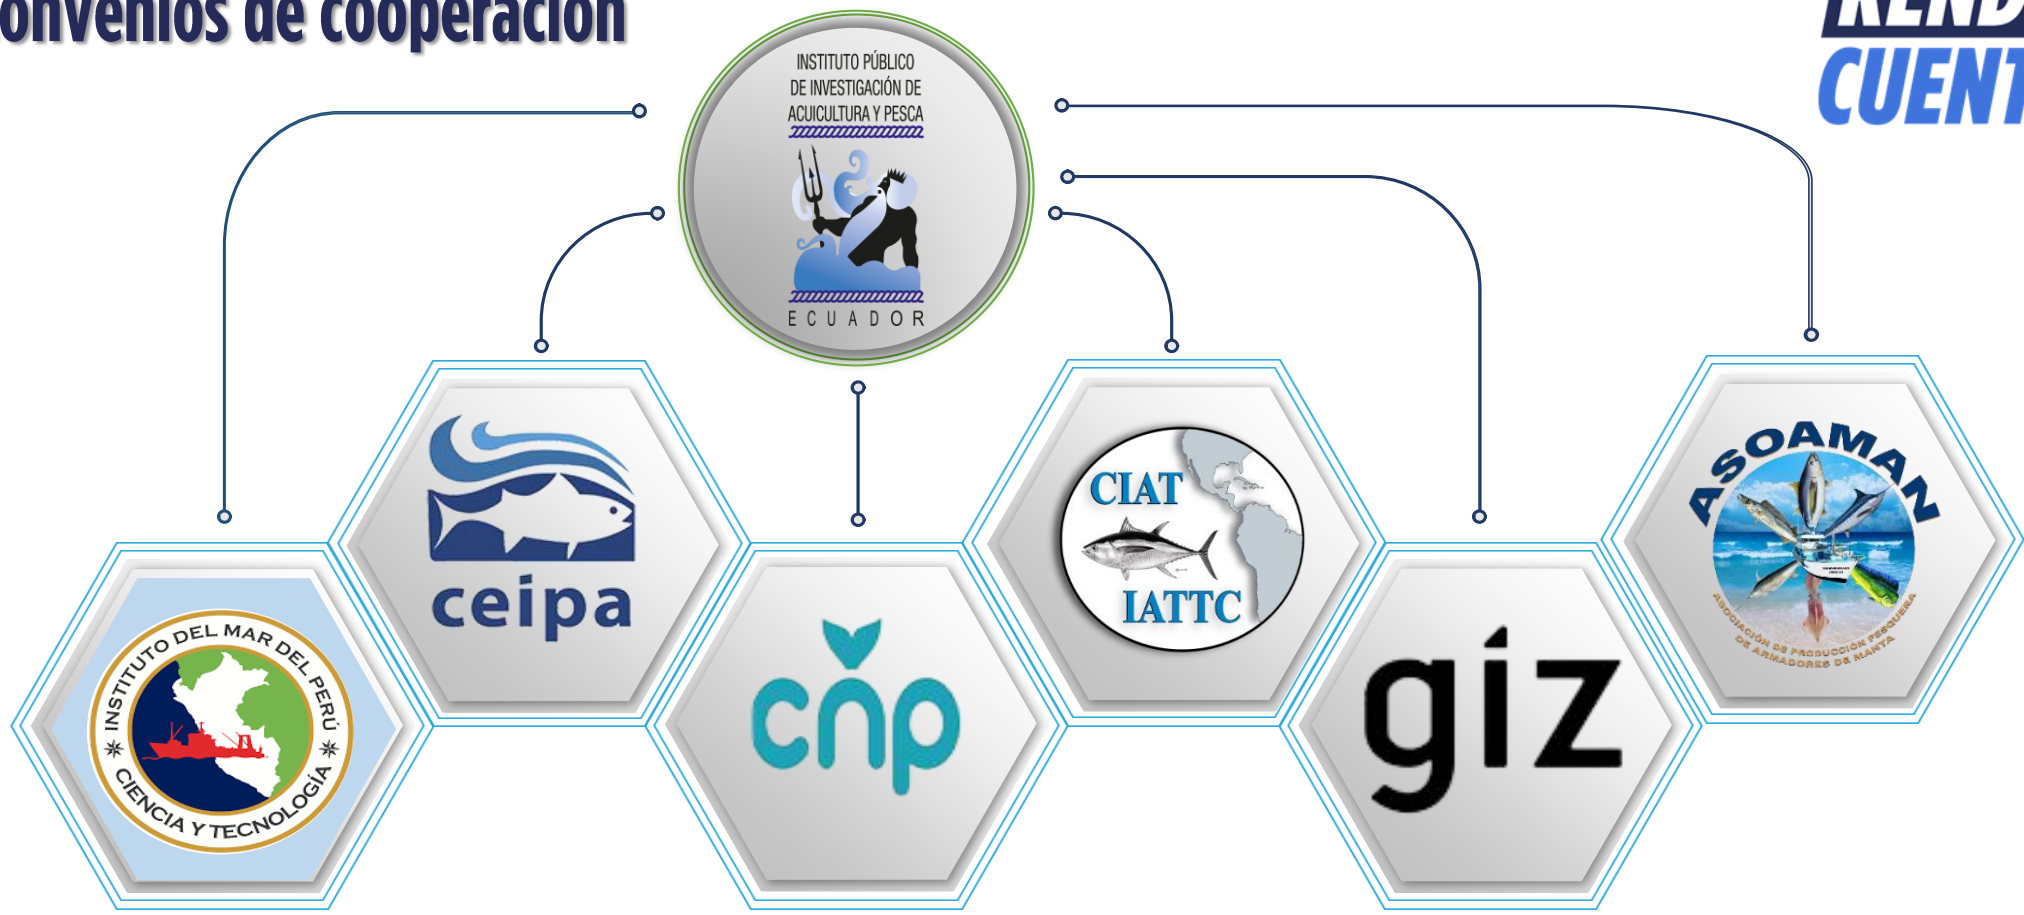 onvenios de cooperación
REND
CUENT
INSTITUTO PÚBLICO
DE INVESTIGACIÓN DE
ACUICULTURA Y PESCA
ECUADOR
ceipa
CIAT
IATTC
ASOAMAN
ASOCIACIÓN DE PRODUCCIÓN PESQUERA
DE ARMADORES DE MANTA
INSTITUTO DEL MAR DEL PERÚ
CIENCIA Y TECNOLOGÍA
cnp
giz